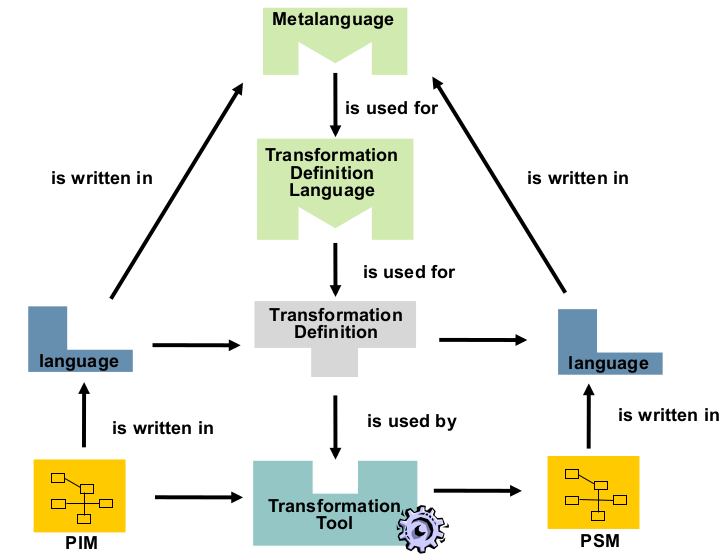 Metalanguage
is used for
Transformation
Definition
Language
is written in
is written in
is used for
Transformation
Definition
language
language
is written in
is used by
is written in
Transformation
Tool
PIM
PSM